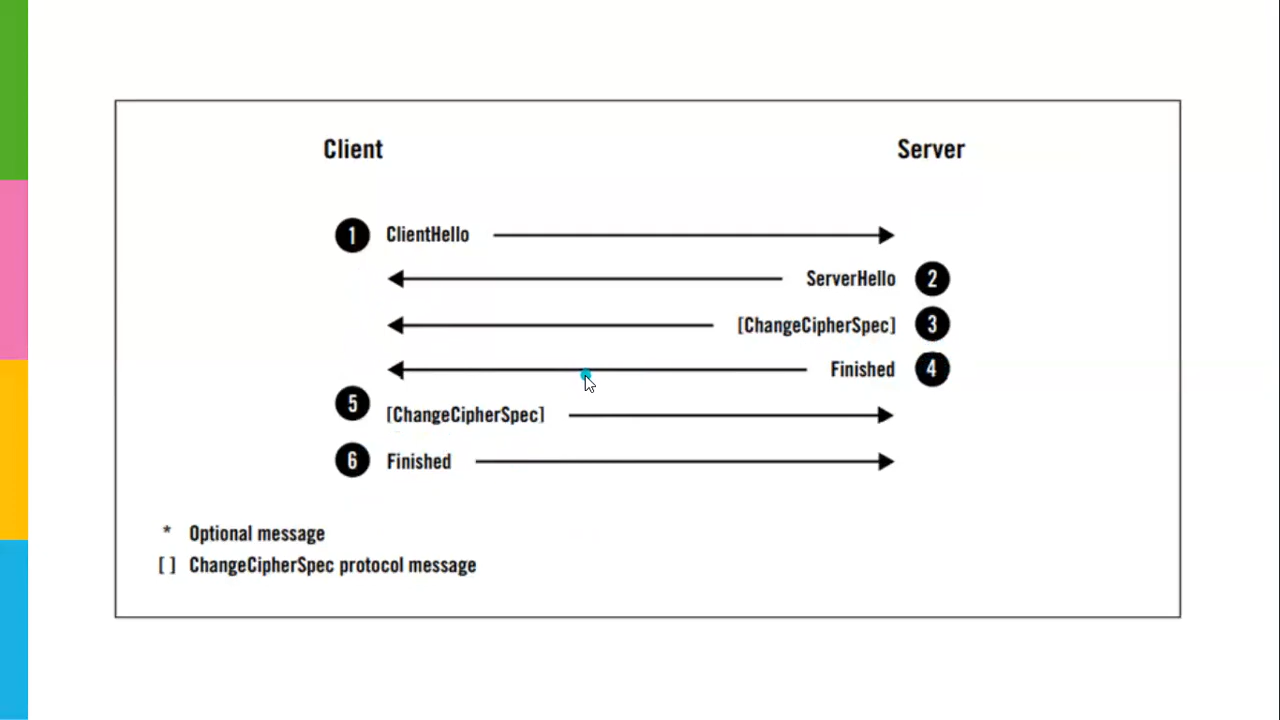 Client Server
1 ClientHello
ServerHello 2
[ChangeCipherSpec] 3
Finished 4
5 [ChangeCipherSpec]
6 Finished
* Optional message
[ ] ChangeCipherSpec protocol message